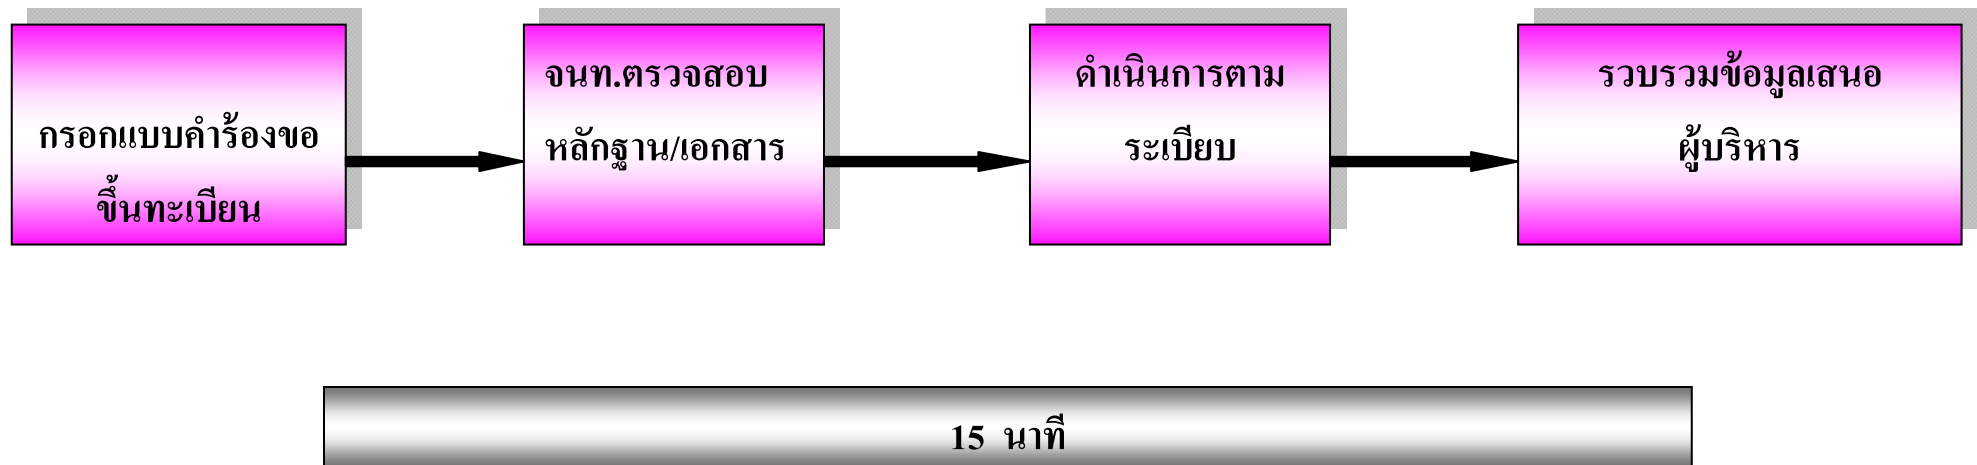 กรอกแบบคำร้องขอ
ขึ้นทะเบียน
จนท.ตรวจสอบ
หลักฐาน/เอกสาร
ดำเนินการตาม
ระเบียบ
รวบรวมข้อมูลเสนอ
ผู้บริหาร
15 นาที